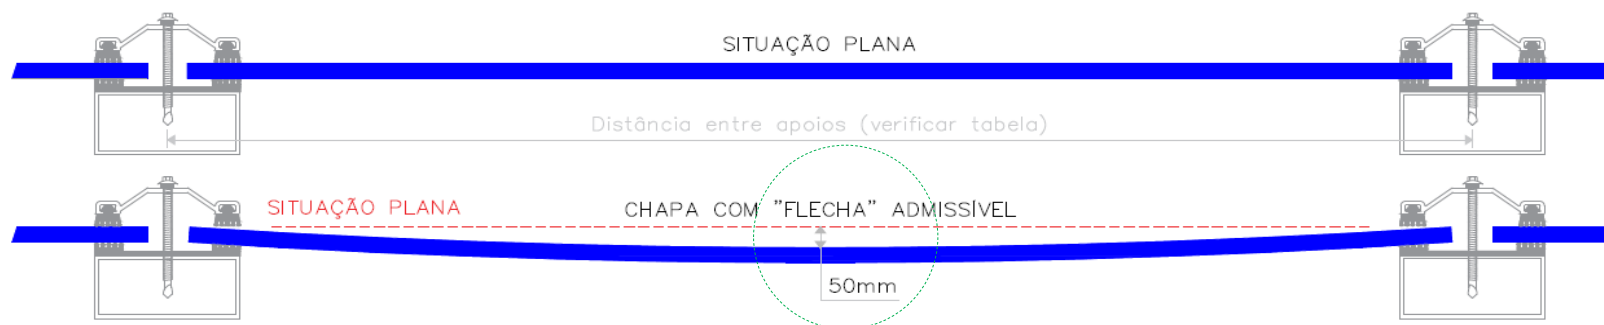 SITUAÇÃO PLANA
Distância entre apoios (verificar tabela)
SITUAÇÃO PLANA
CHAPA COM "FLECHA" ADMISSÍVEL
50mm